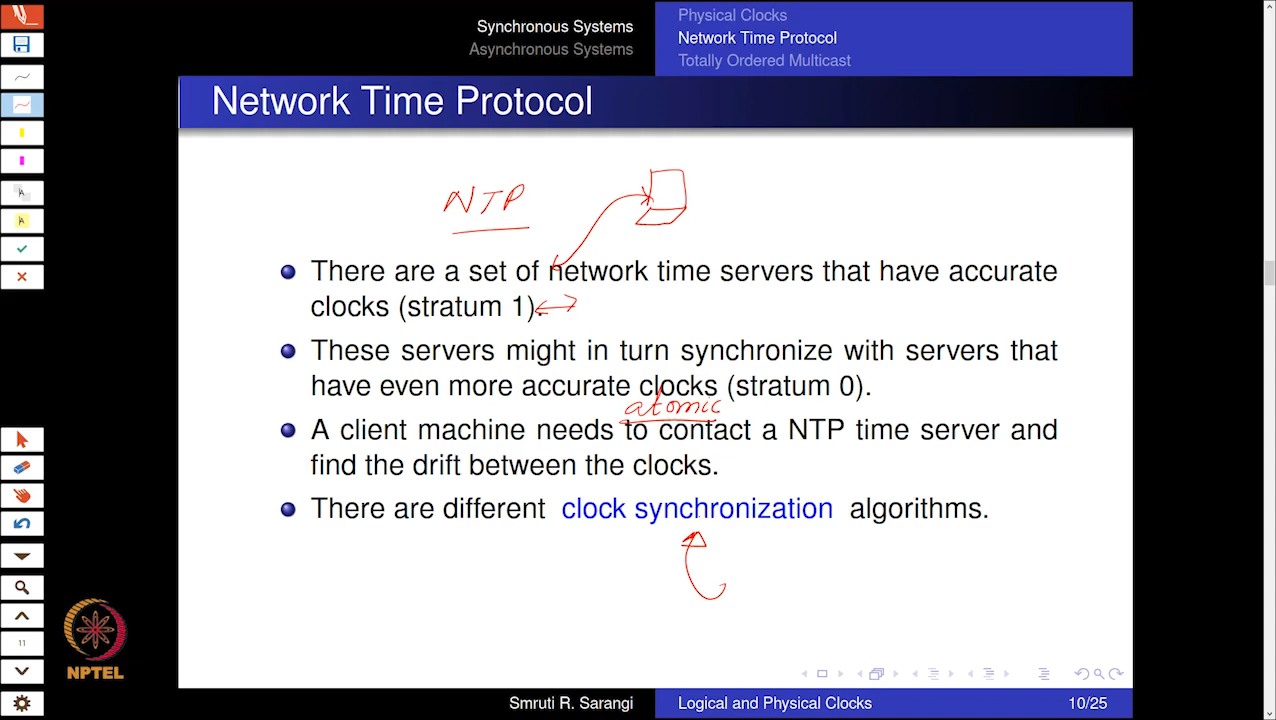 Synchronous Systems
Asynchronous Systems
Physical Clocks
Network Time Protocol
Totally Ordered Multicast
Network Time Protocol
NTP
There are a set of network time servers that have accurate
clocks (stratum 1).
These servers might in turn synchronize with servers that
have even more accurate clocks (stratum 0).
atomic
A client machine needs to contact a NTP time server and
find the drift between the clocks.
There are different clock synchronization algorithms.
A
A
11
NPTEL
Smruti R. Sarangi
Logical and Physical Clocks
10/25